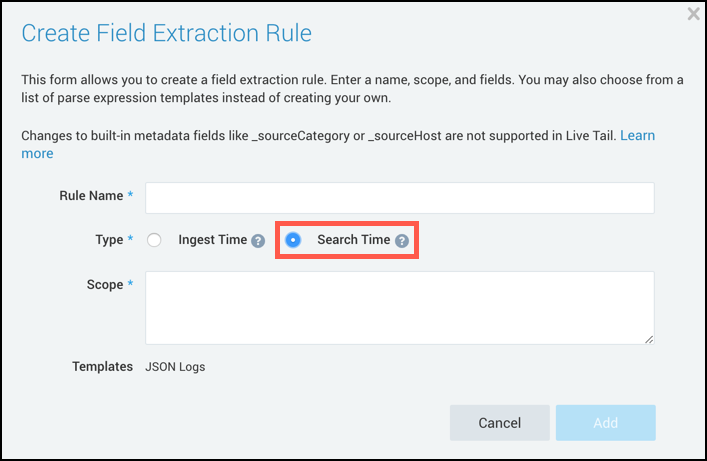 Create Field Extraction Rule
This form allows you to create a field extraction rule. Enter a name, scope, and fields. You may also choose from a
list of parse expression templates instead of creating your own.
Changes to built-in metadata fields like _sourceCategory or _sourceHost are not supported in Live Tail. Learn
more
Rule Name *
Type * Ingest Time ? Search Time ?
Scope *
Templates JSON Logs
Cancel Add